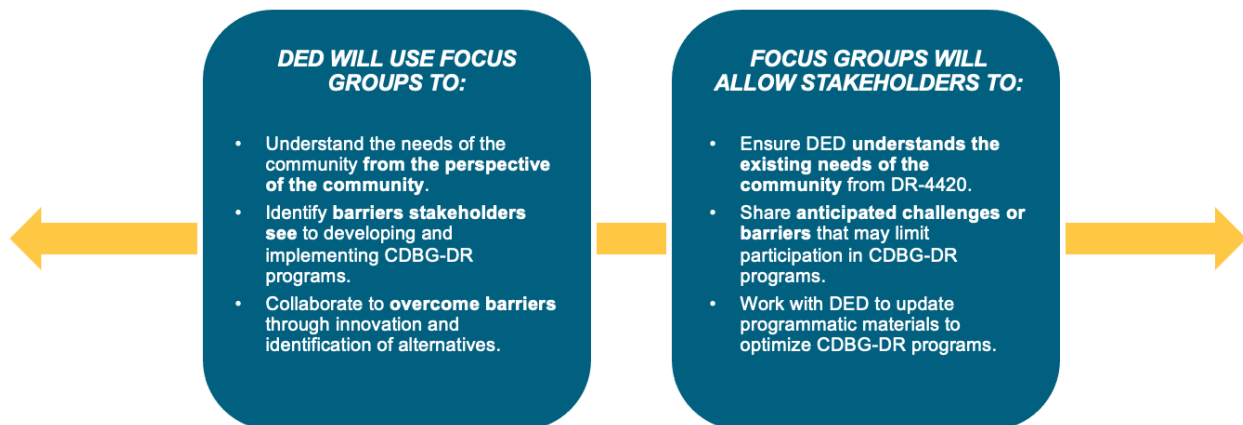 DED WILL USE FOCUS
GROUPS TO:
• Understand the needs of the
community from the perspective
of the community.
• Identify barriers stakeholders
see to developing and
implementing CDBG-DR
programs.
• Collaborate to overcome barriers
through innovation and
identification of alternatives.
FOCUS GROUPS WILL
ALLOW STAKEHOLDERS TO:
• Ensure DED understands the
existing needs of the
community from DR-4420.
• Share anticipated challenges or
barriers that may limit
participation in CDBG-DR
programs.
• Work with DED to update
programmatic materials to
optimize CDBG-DR programs.